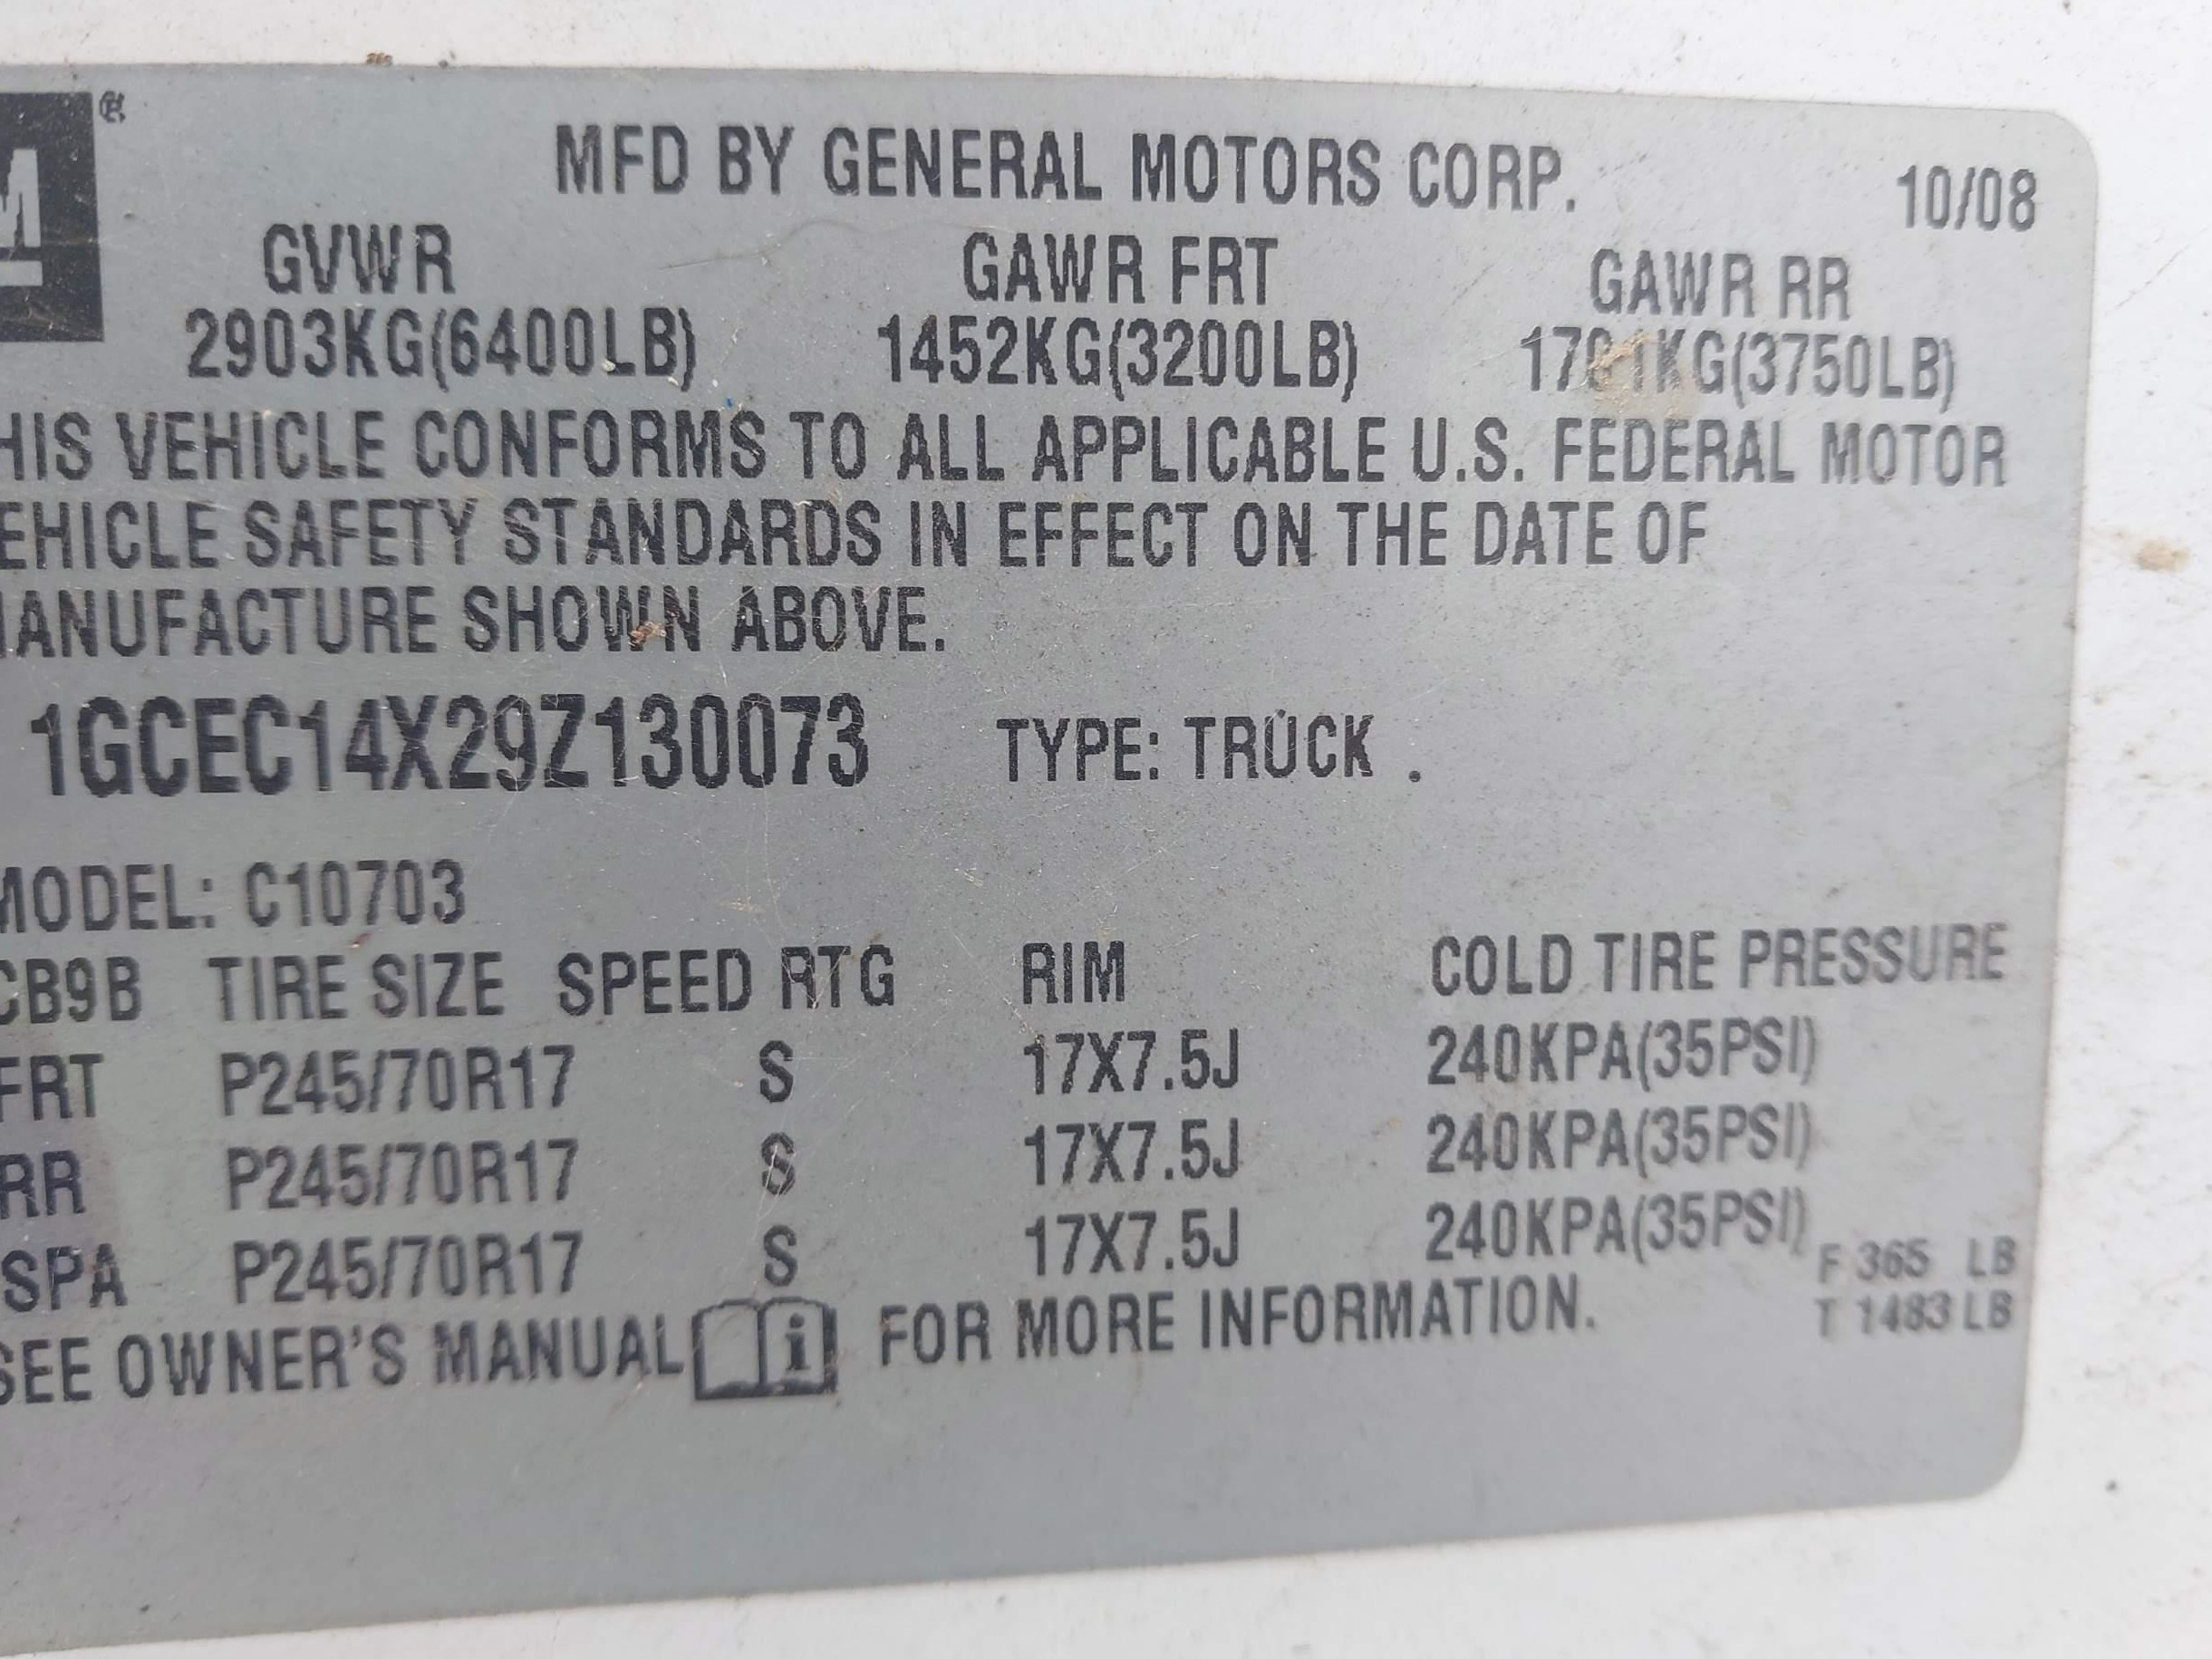 M ®
MFD BY GENERAL MOTORS CORP. 10/08
GVWR GAWR FRT GAWR RR
2903KG(6400LB) 1452KG(3200LB) 1701KG(3750LB)
HIS VEHICLE CONFORMS TO ALL APPLICABLE U.S. FEDERAL MOTOR
EHICLE SAFETY STANDARDS IN EFFECT ON THE DATE OF
ANUFACTURE SHOWN ABOVE.
1GCEC14X29Z130073 TYPE: TRUCK .
MODEL: C10703
CB9B TIRE SIZE SPEED RTG RIM COLD TIRE PRESSURE
FRT P245/70R17 S 17X7.5J 240KPA(35PSI)
RR P245/70R17 S 17X7.5J 240KPA(35PSI)
SPA P245/70R17 S 17X7.5J 240KPA(35PSI)
F 365 LB
SEE OWNER'S MANUAL i FOR MORE INFORMATION.
T 1483 LB